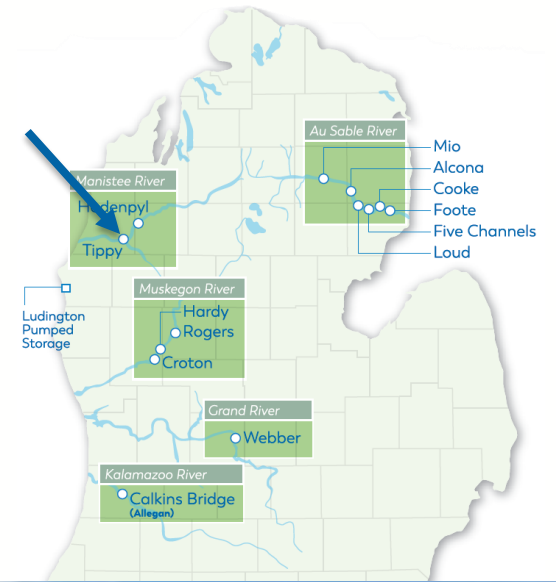 Au Sable River
Mio
Alcona
Cooke
Foote
Five Channels
Loud
Manistee River
Hodenpyl
Tippy
Ludington
Pumped
Storage
Muskegon River
Hardy
Rogers
Croton
Grand River
Webber
Kalamazoo River
Calkins Bridge
(Allegan)